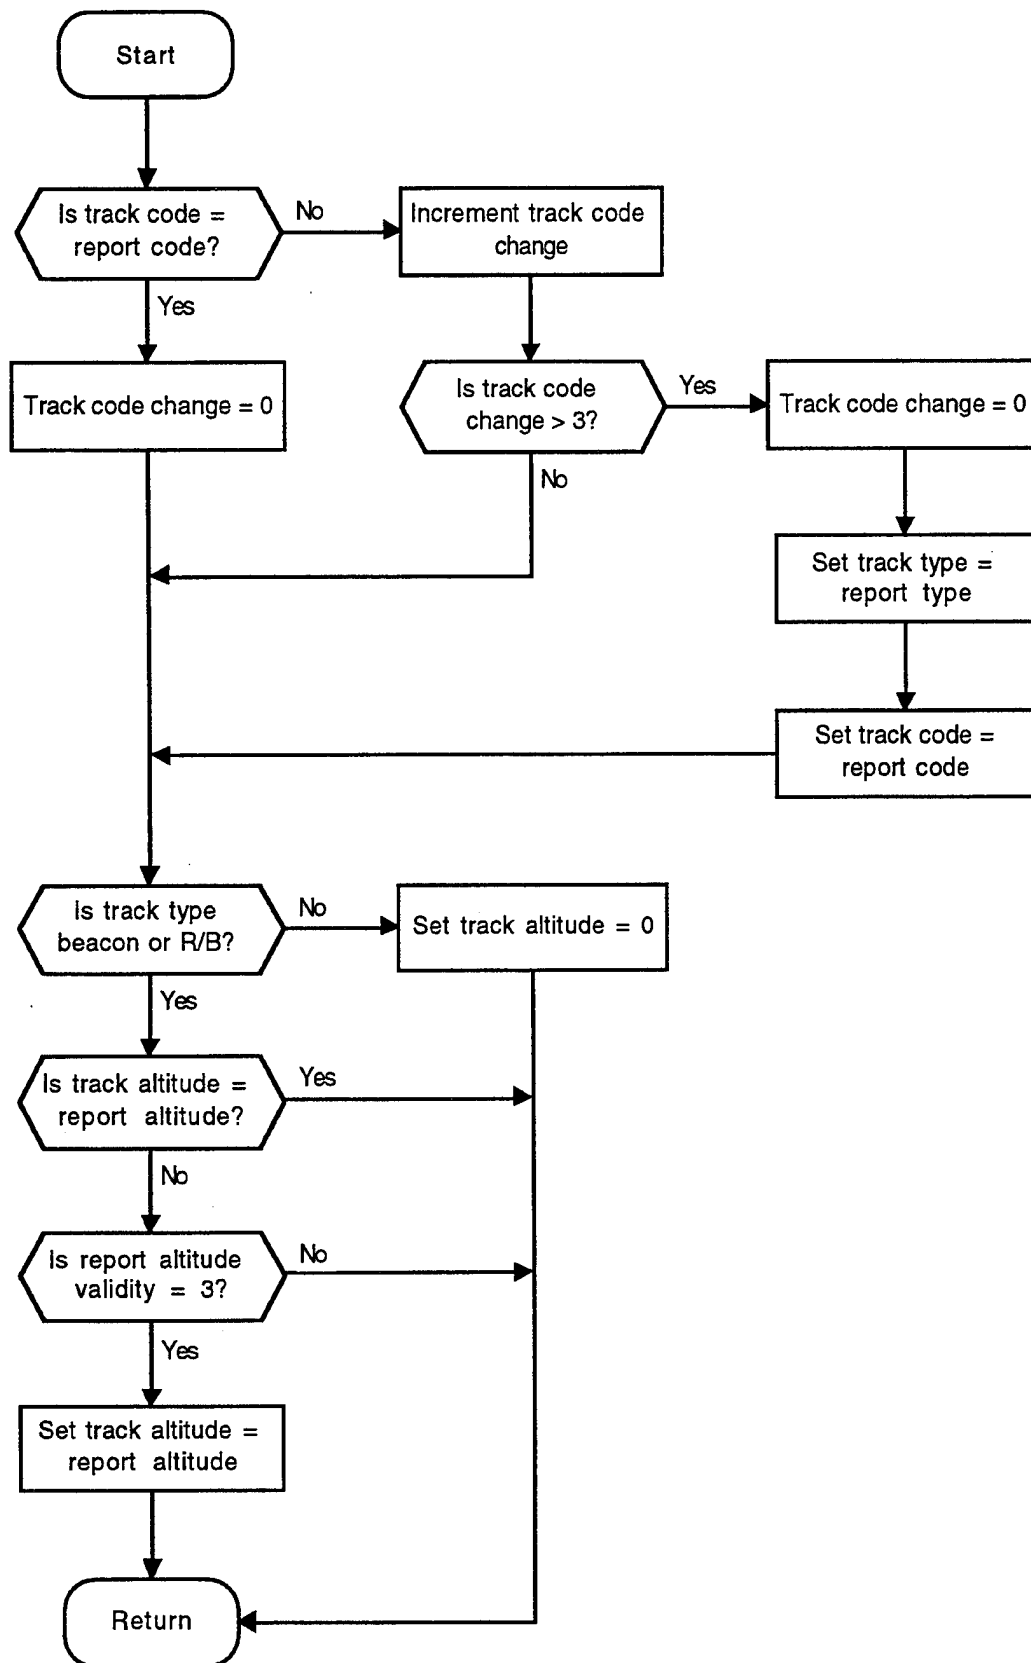 Start
Is track code =
report code?
No
Increment track code
change
Yes
Track code change = 0
Is track code
change > 3?
Yes
Track code change = 0
No
Set track type =
report type
Set track code =
report code
Is track type
beacon or R/B?
No
Set track altitude = 0
Yes
Is track altitude =
report altitude?
Yes
No
Is report altitude
validity = 3?
No
Yes
Set track altitude =
report altitude
Return